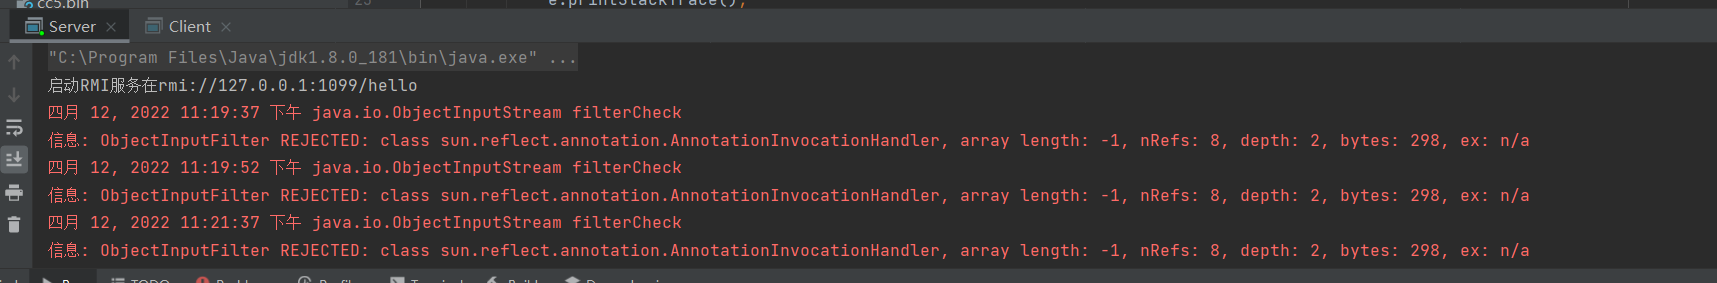 cc5.bin
23
e.printStackTrace();
Server
Client
"C:\Program Files\Java\jdk1.8.0_181\bin\java.exe" ...
启动RMI服务在rmi://127.0.0.1:1099/hello
四月 12, 2022 11:19:37 下午 java.io.ObjectInputStream filterCheck
信息: ObjectInputFilter REJECTED: class sun.reflect.annotation.AnnotationInvocationHandler, array length: -1, nRefs: 8, depth: 2, bytes: 298, ex: n/a
四月 12, 2022 11:19:52 下午 java.io.ObjectInputStream filterCheck
信息: ObjectInputFilter REJECTED: class sun.reflect.annotation.AnnotationInvocationHandler, array length: -1, nRefs: 8, depth: 2, bytes: 298, ex: n/a
四月 12, 2022 11:21:37 下午 java.io.ObjectInputStream filterCheck
信息: ObjectInputFilter REJECTED: class sun.reflect.annotation.AnnotationInvocationHandler, array length: -1, nRefs: 8, depth: 2, bytes: 298, ex: n/a
TODO